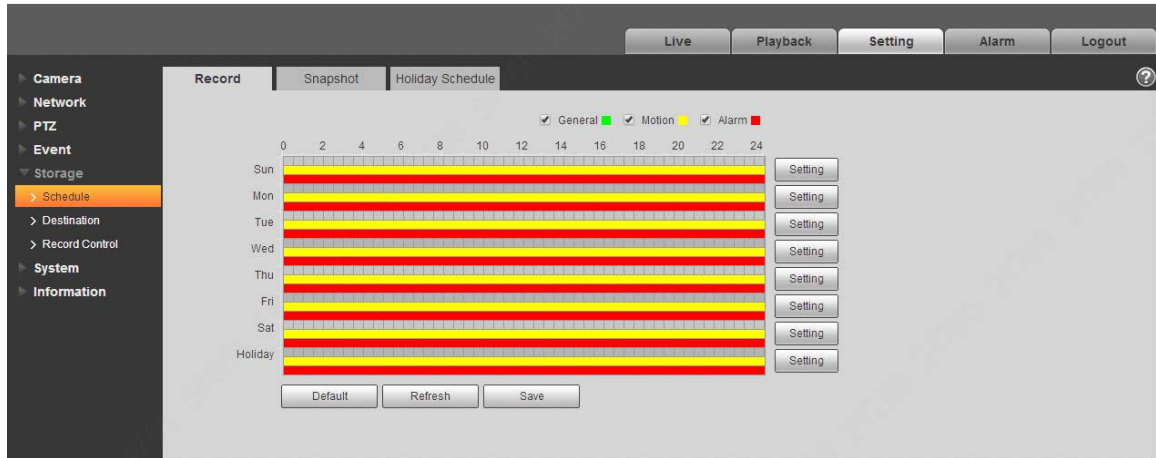 Live Playback Setting Alarm Logout
Camera
Network
PTZ
Event
Storage
Schedule
Destination
Record Control
System
Information
Record Snapshot Holiday Schedule ?
General Motion Alarm
0 2 4 6 8 10 12 14 16 18 20 22 24
Sun Setting
Mon Setting
Tue Setting
Wed Setting
Thu Setting
Fri Setting
Sat Setting
Holiday Setting
Default Refresh Save